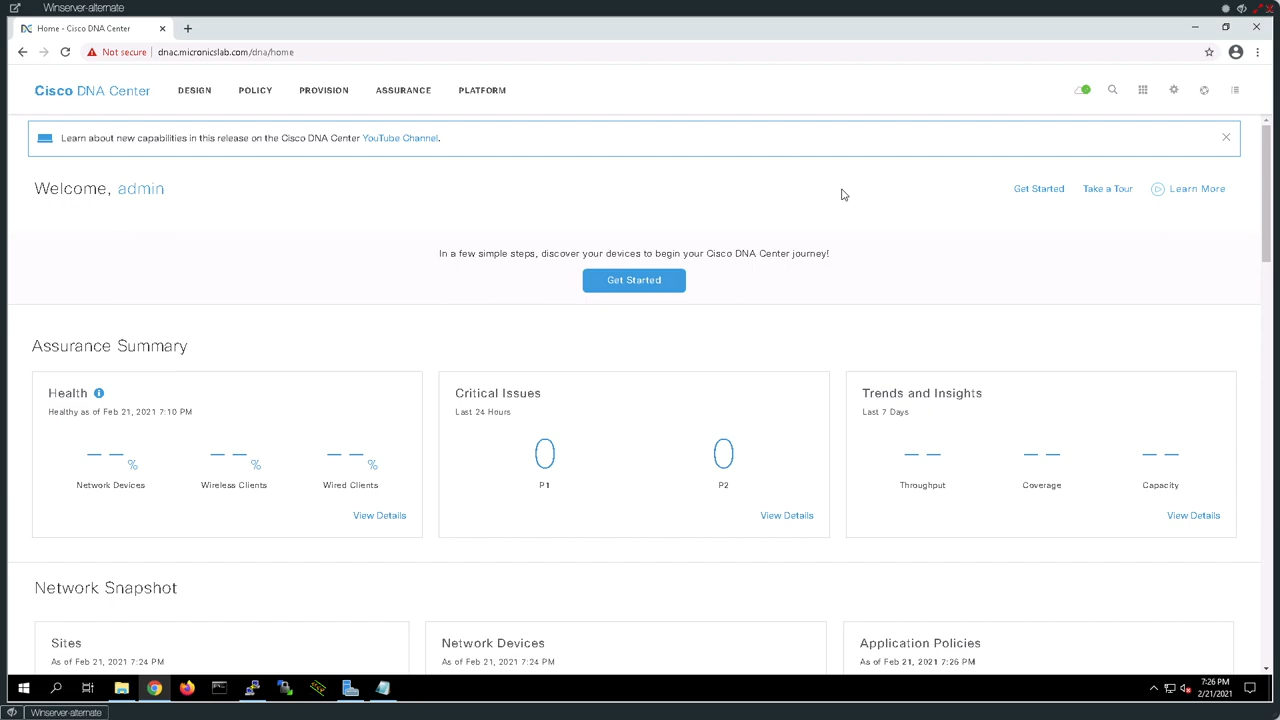 Winserver-alternate
Home - Cisco DNA Center
Not secure | dnac.micronicslab.com/dna/home
Cisco DNA Center DESIGN POLICY PROVISION ASSURANCE PLATFORM
Learn about new capabilities in this release on the Cisco DNA Center YouTube Channel.
Welcome, admin
Get Started Take a Tour Learn More
In a few simple steps, discover your devices to begin your Cisco DNA Center journey!
Get Started
Assurance Summary
Health
Healthy as of Feb 21, 2021 7:10 PM
— — % — — % — — %
Network Devices Wireless Clients Wired Clients
View Details
Critical Issues
Last 24 Hours
0 0
P1 P2
View Details
Trends and Insights
Last 7 Days
— — — — — —
Throughput Coverage Capacity
View Details
Network Snapshot
Sites
As of Feb 21, 2021 7:24 PM
Network Devices
As of Feb 21, 2021 7:24 PM
Application Policies
As of Feb 21, 2021 7:26 PM
7:26 PM
2/21/2021
Winserver-alternate